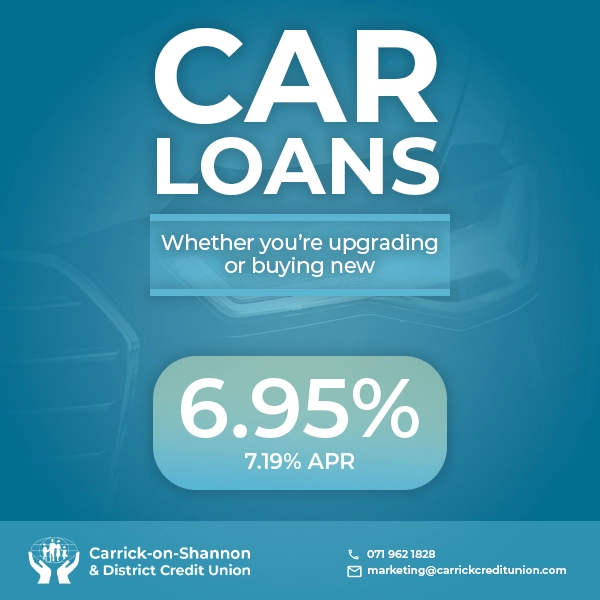 CAR
LOANS
Whether you're upgrading
or buying new
6.95%
7.19% APR
Carrick-on-Shannon
& District Credit Union
071 962 1828
marketing@carrickcreditunion.com